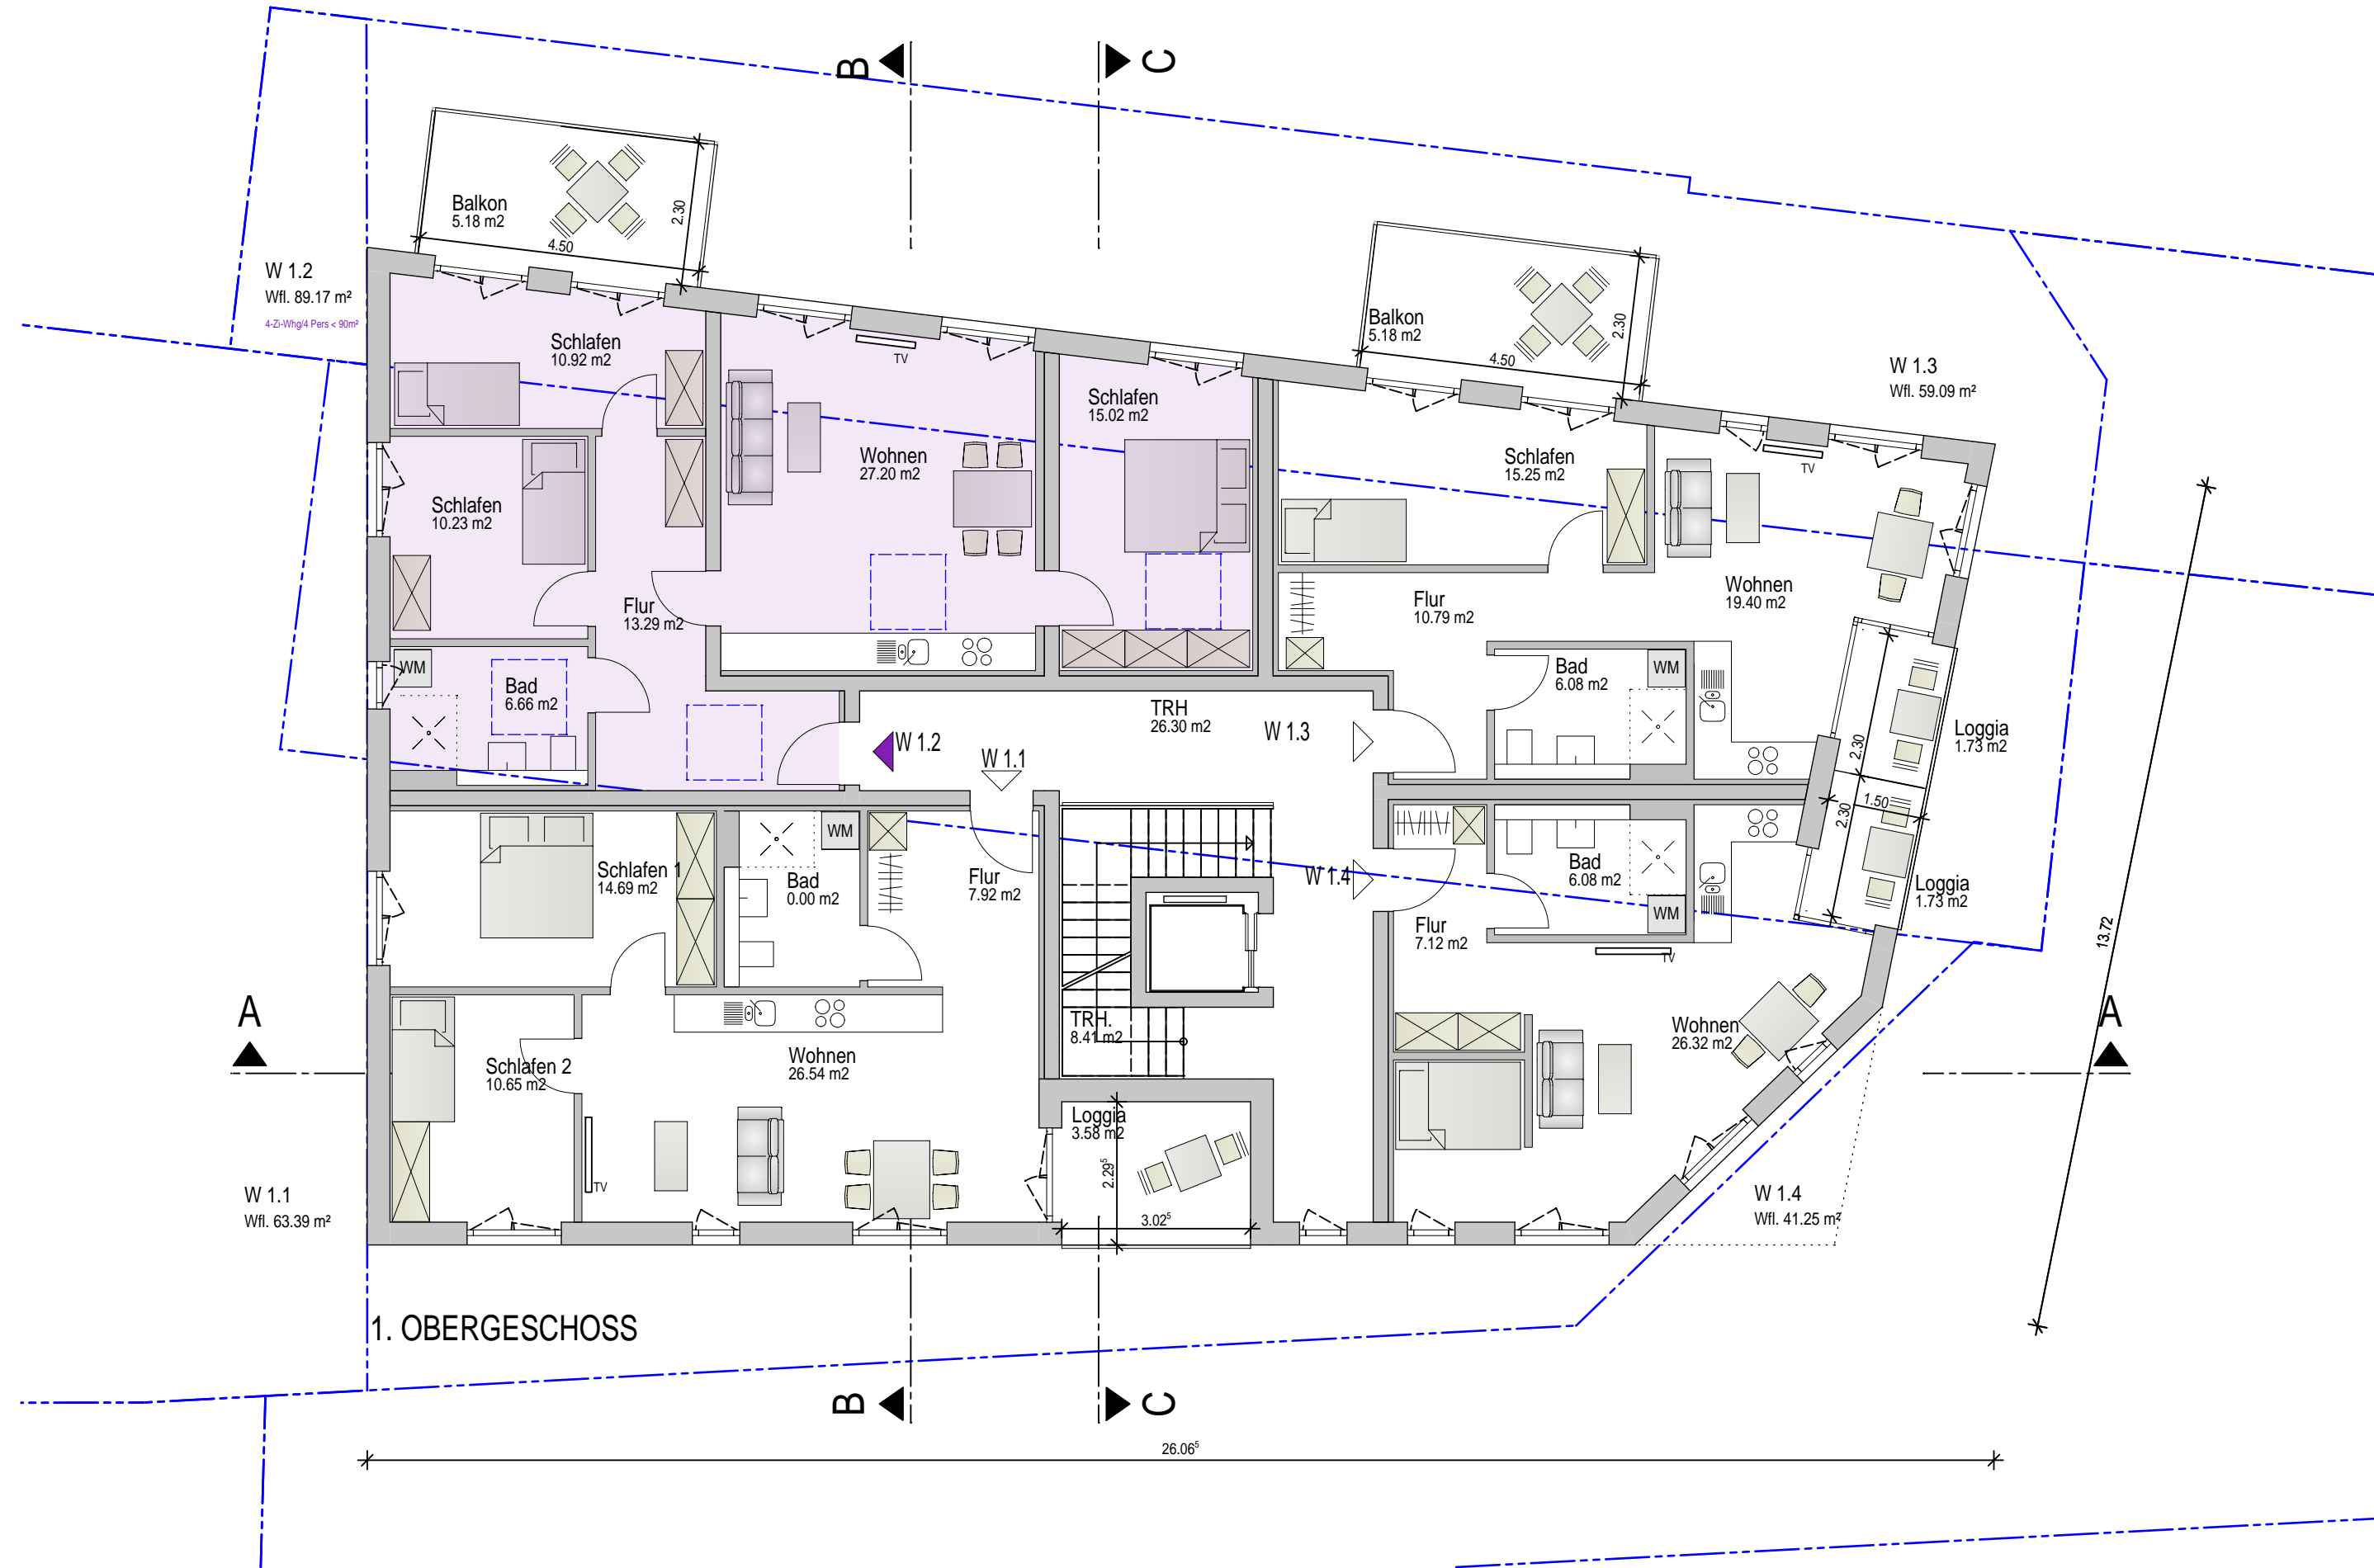 B
C
Balkon
5.18 m2
2.30
4.50
W 1.2
Wfl. 89.17 m²
4-Zi-Whg/4 Pers < 90m²
Balkon
5.18 m2
2.30
4.50
W 1.3
Wfl. 59.09 m²
Schlafen
10.92 m2
TV
Schlafen
15.02 m2
Wohnen
27.20 m2
Schlafen
15.25 m2
TV
Schlafen
10.23 m2
Flur
13.29 m2
Flur
10.79 m2
Wohnen
19.40 m2
WM
Bad
6.66 m2
Bad
6.08 m2
WM
TRH
26.30 m2
W 1.2
W 1.1
W 1.3
Loggia
1.73 m2
2.30
1.50
2.30
Schlafen 1
14.69 m2
WM
Bad
0.00 m2
Flur
7.92 m2
W 1.4
Bad
6.08 m2
WM
Loggia
1.73 m2
Flur
7.12 m2
TV
13.72
A
TRH.
8.41 m2
Wohnen
26.32 m2
A
Schlafen 2
10.65 m2
Wohnen
26.54 m2
Loggia
3.58 m2
2.29⁵
3.02⁵
TV
W 1.1
Wfl. 63.39 m²
W 1.4
Wfl. 41.25 m²
1. OBERGESCHOSS
B
C
26.06⁵